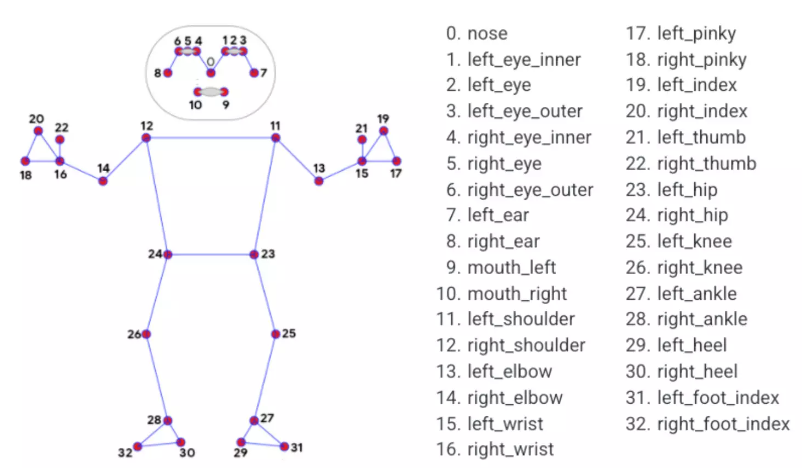 6 5 4 1 2 3
0
8 7
10 9
20 22 12 11 21 19
18 16 14 13 15 17
24 23
26 25
28 27
32 30 29 31
0. nose
1. left_eye_inner
2. left_eye
3. left_eye_outer
4. right_eye_inner
5. right_eye
6. right_eye_outer
7. left_ear
8. right_ear
9. mouth_left
10. mouth_right
11. left_shoulder
12. right_shoulder
13. left_elbow
14. right_elbow
15. left_wrist
16. right_wrist
17. left_pinky
18. right_pinky
19. left_index
20. right_index
21. left_thumb
22. right_thumb
23. left_hip
24. right_hip
25. left_knee
26. right_knee
27. left_ankle
28. right_ankle
29. left_heel
30. right_heel
31. left_foot_index
32. right_foot_index